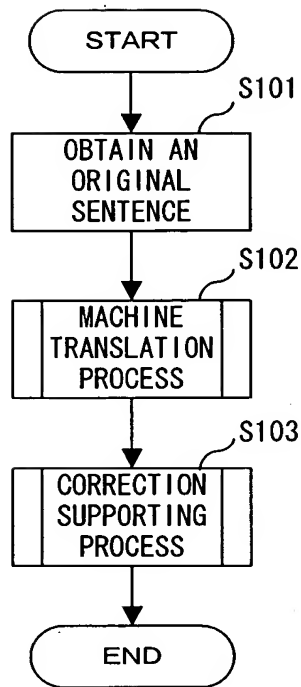 START
S101
OBTAIN AN
ORIGINAL
SENTENCE
S102
MACHINE
TRANSLATION
PROCESS
S103
CORRECTION
SUPPORTING
PROCESS
END